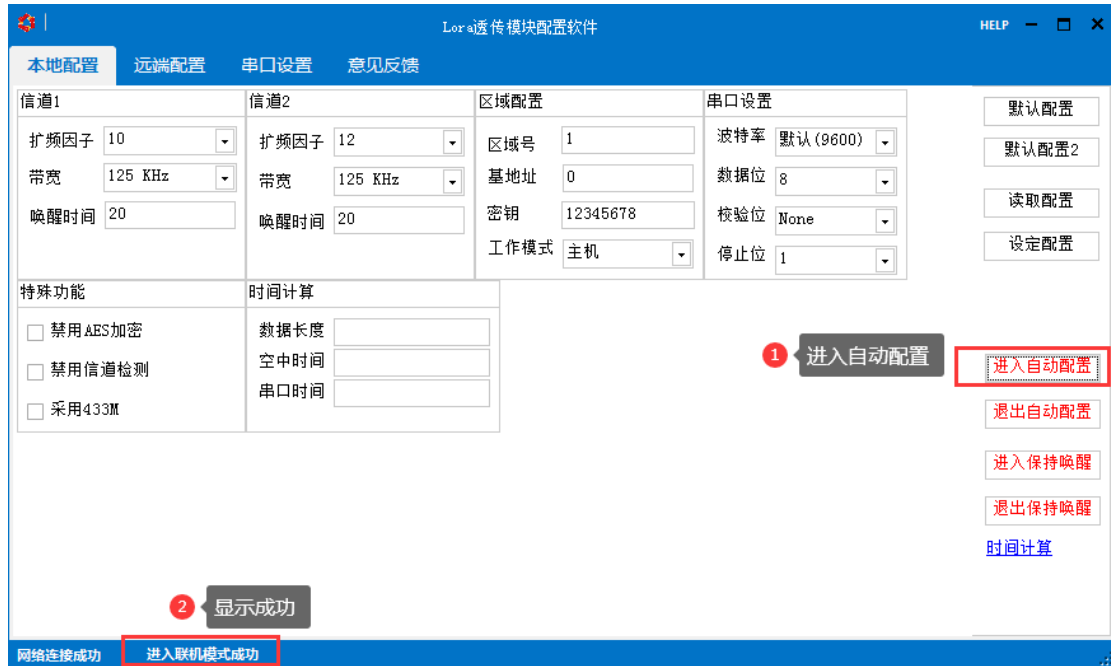 Lora透传模块配置软件
HELP
本地配置 远端配置 串口设置 意见反馈
信道1
扩频因子 10
带宽 125 KHz
唤醒时间 20
信道2
扩频因子 12
带宽 125 KHz
唤醒时间 20
区域配置
区域号 1
基地址 0
密钥 12345678
工作模式 主机
串口设置
波特率 默认(9600)
数据位 8
校验位 None
停止位 1
默认配置
默认配置2
读取配置
设定配置
特殊功能
禁用AES加密
禁用信道检测
采用433M
时间计算
数据长度
空中时间
串口时间
1 进入自动配置
进入自动配置
退出自动配置
进入保持唤醒
退出保持唤醒
时间计算
2 显示成功
网络连接成功 进入联机模式成功